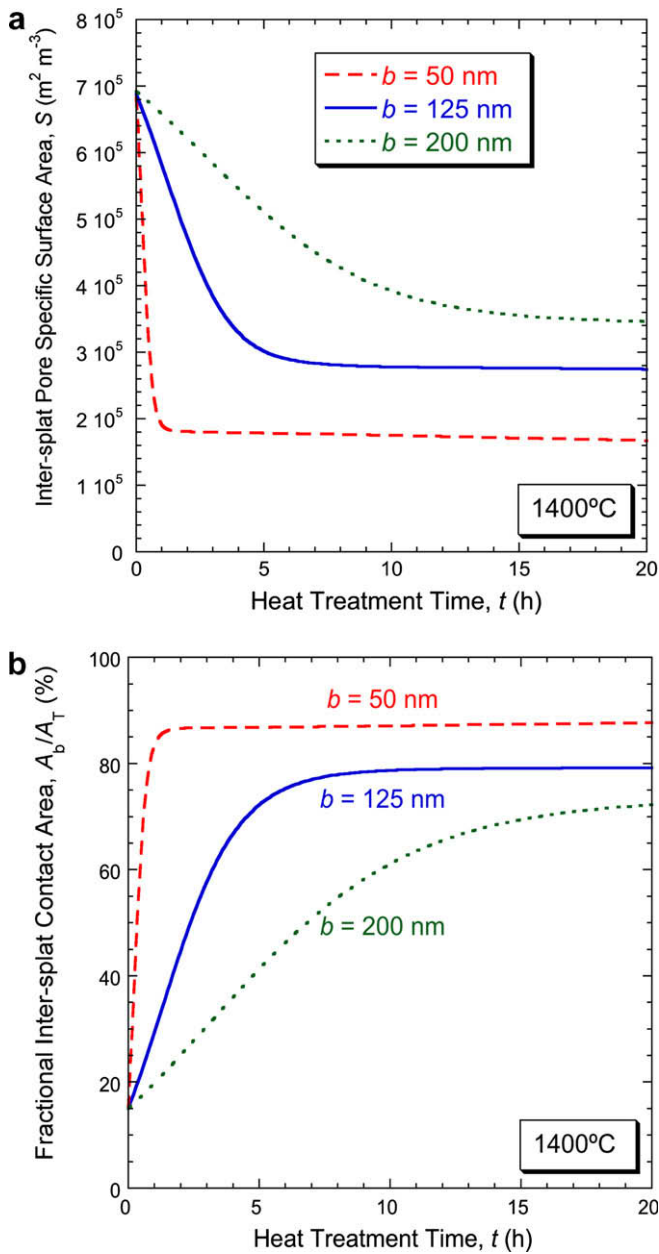 a
Inter-splat Pore Specific Surface Area, S (m² m⁻³)
8 10⁵
7 10⁵
6 10⁵
5 10⁵
4 10⁵
3 10⁵
2 10⁵
1 10⁵
0
b = 50 nm
b = 125 nm
b = 200 nm
1400ºC
0 5 10 15 20
Heat Treatment Time, t (h)
b
Fractional Inter-splat Contact Area, A_b/A_T (%)
100
80
60
40
20
0
b = 50 nm
b = 125 nm
b = 200 nm
1400ºC
0 5 10 15 20
Heat Treatment Time, t (h)